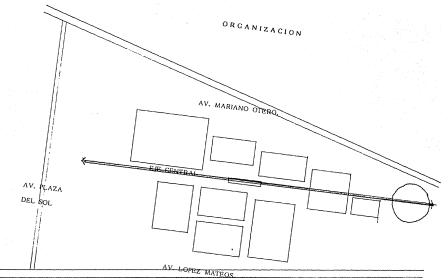 ORGANIZACION
AV. MARIANO OTERO
EJE CENTRAL
AV. PLAZA
DEL SOL
AV. LOPEZ MATEOS